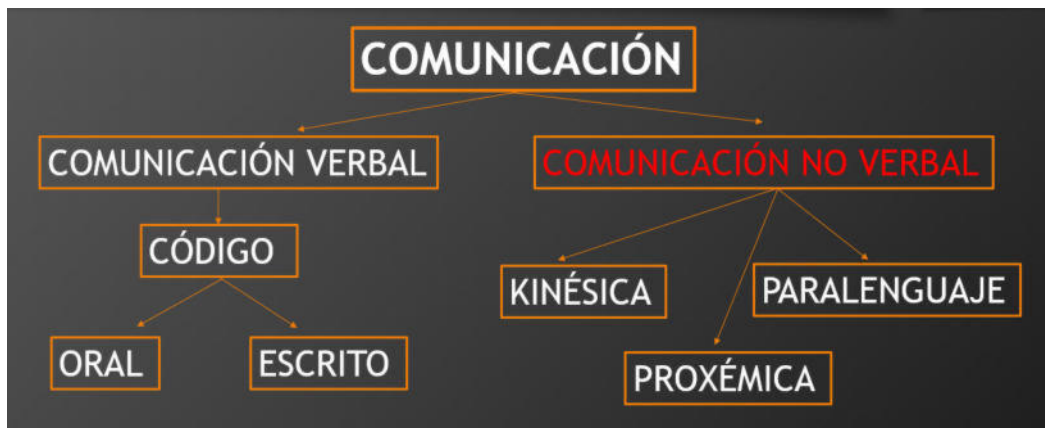 COMUNICACIÓN
COMUNICACIÓN VERBAL
COMUNICACIÓN NO VERBAL
CÓDIGO
KINÉSICA
PARALENGUAJE
ORAL
ESCRITO
PROXÉMICA